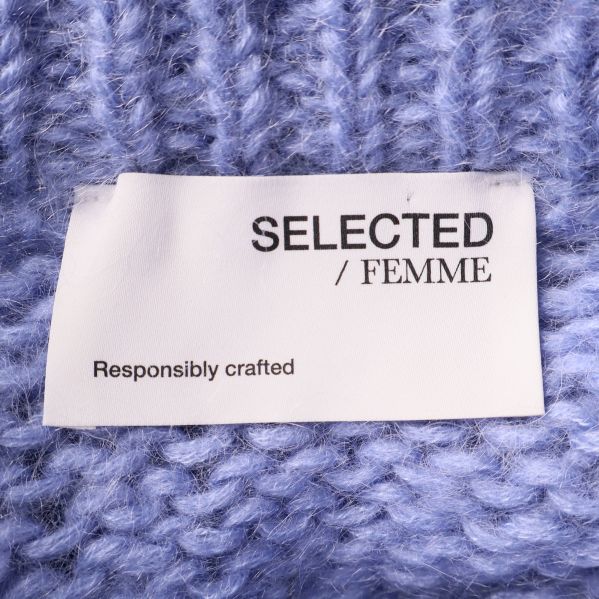 SELECTED
/ FEMME
Responsibly crafted